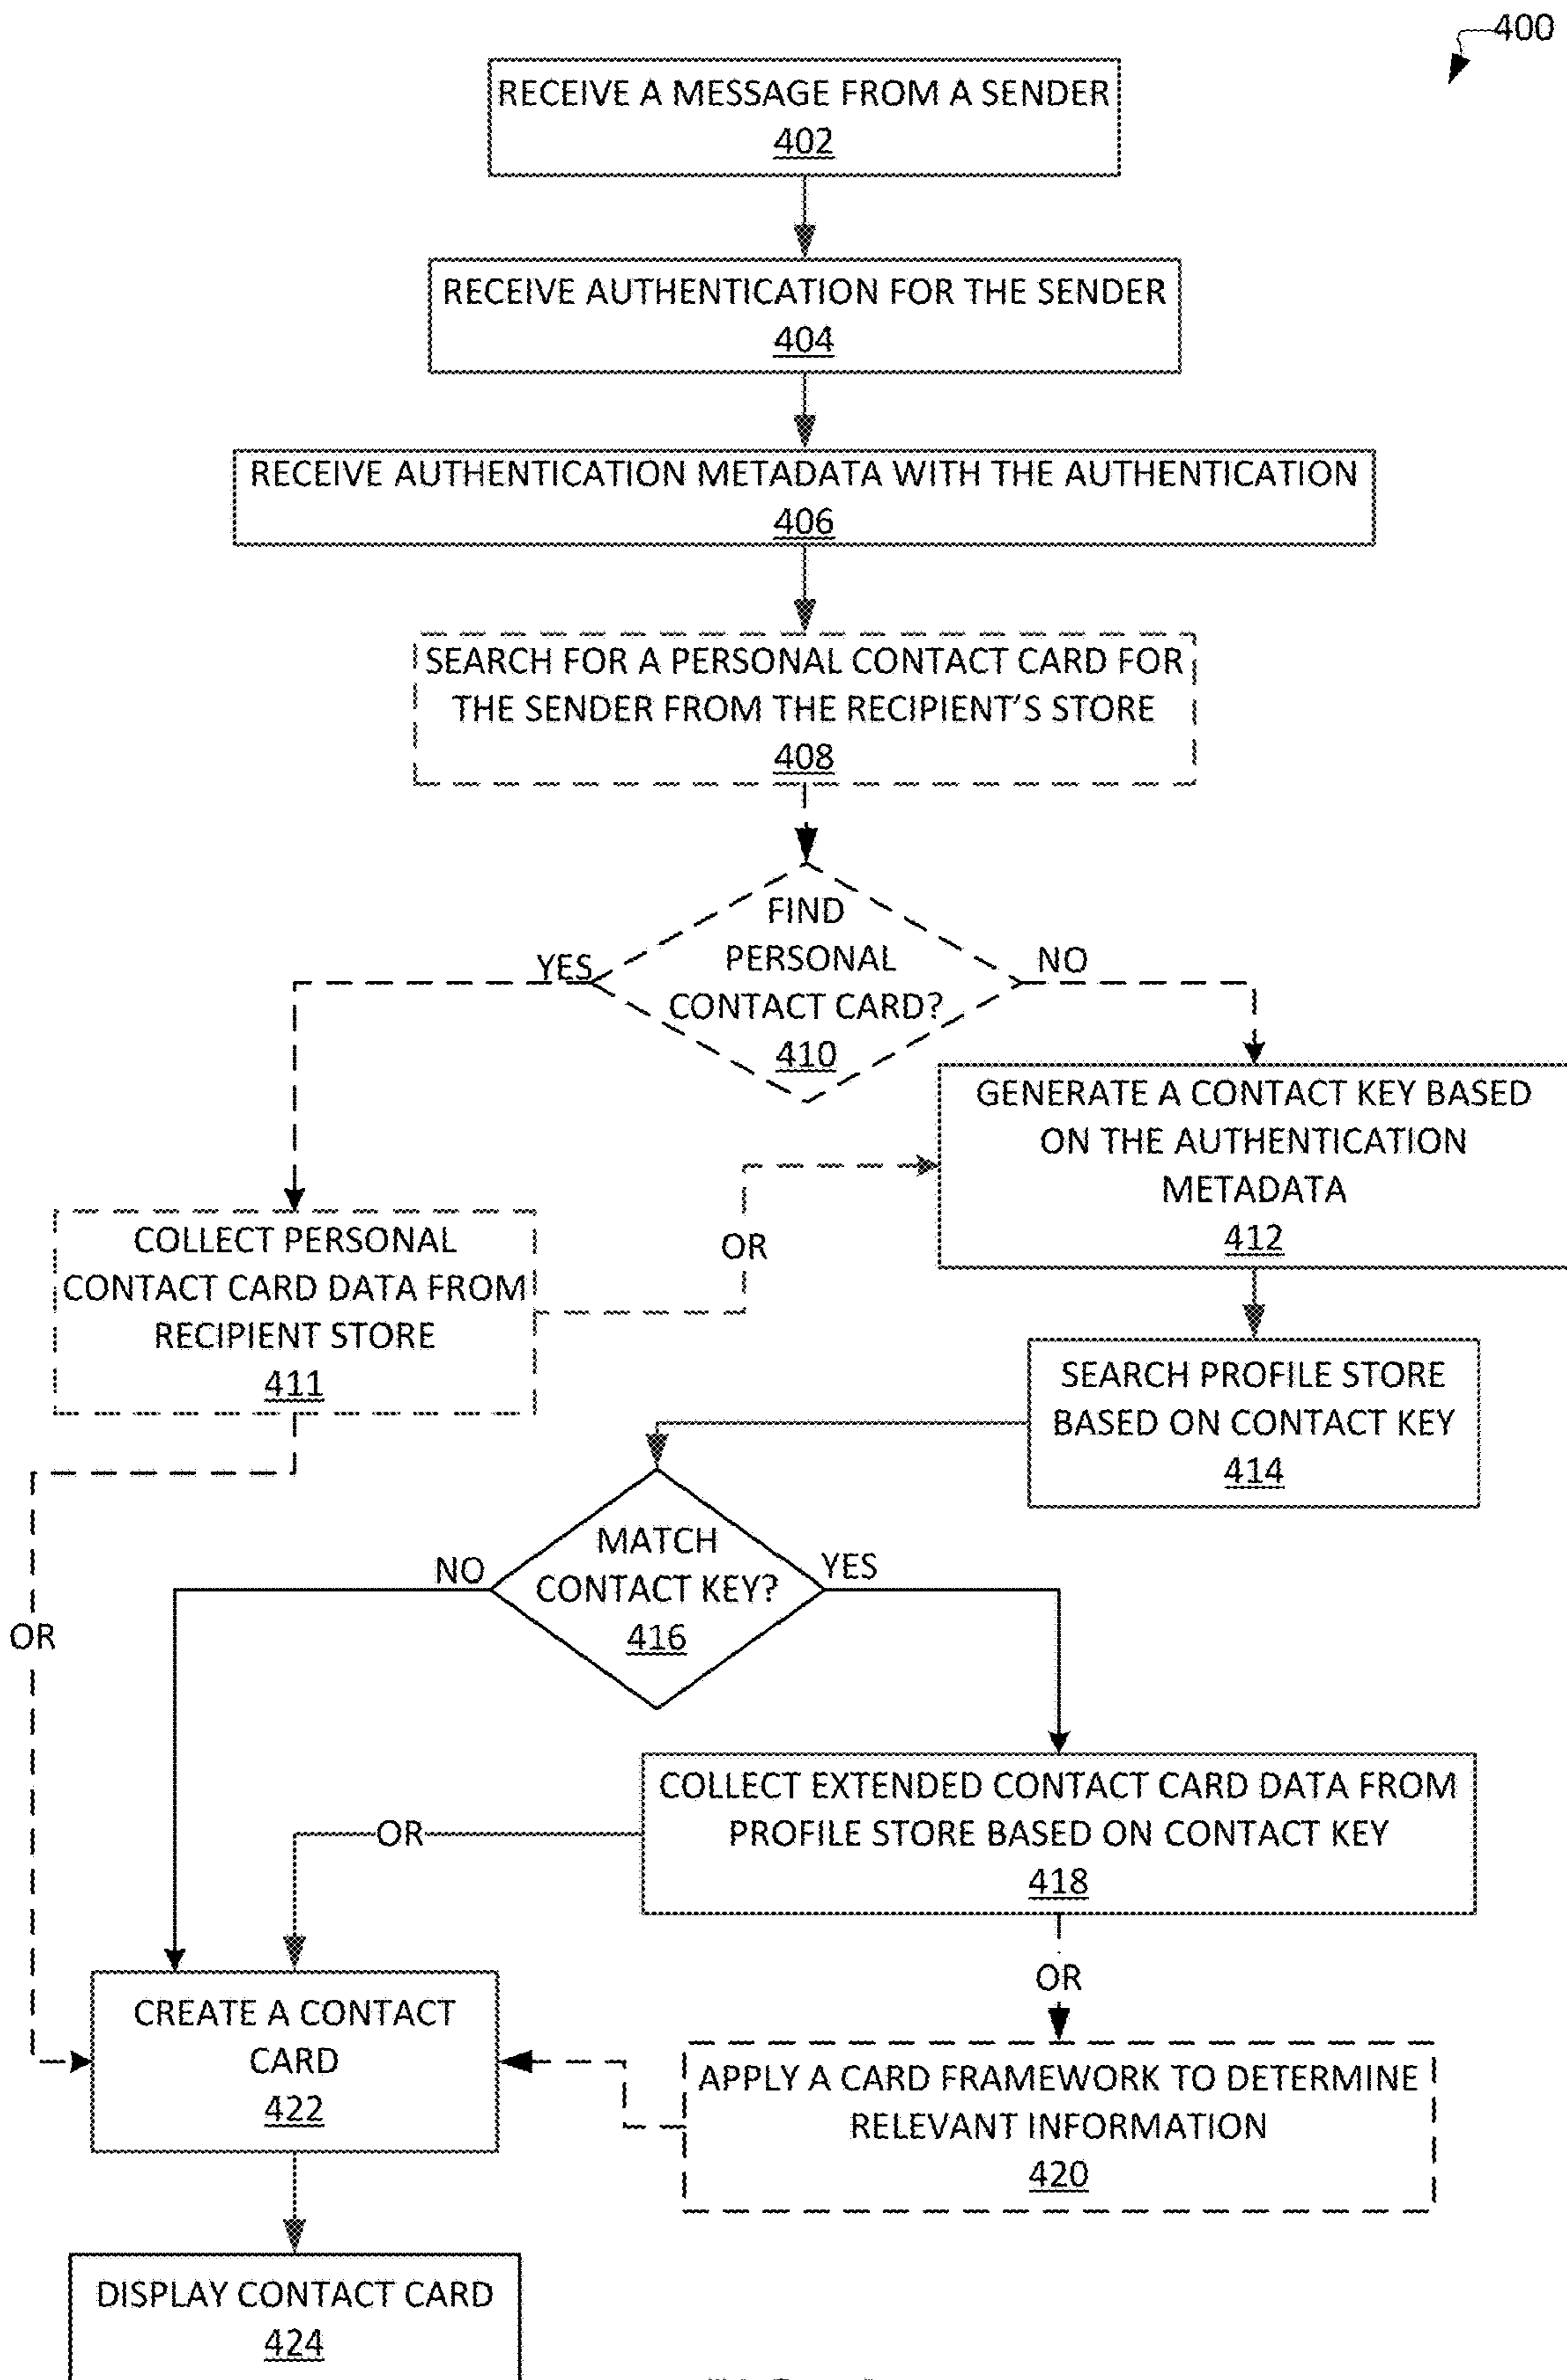 400
RECEIVE A MESSAGE FROM A SENDER
402
RECEIVE AUTHENTICATION FOR THE SENDER
404
RECEIVE AUTHENTICATION METADATA WITH THE AUTHENTICATION
406
SEARCH FOR A PERSONAL CONTACT CARD FOR
THE SENDER FROM THE RECIPIENT'S STORE
408
FIND
PERSONAL
CONTACT CARD?
410
YES
NO
GENERATE A CONTACT KEY BASED
ON THE AUTHENTICATION
METADATA
412
COLLECT PERSONAL
CONTACT CARD DATA FROM
RECIPIENT STORE
411
OR
SEARCH PROFILE STORE
BASED ON CONTACT KEY
414
MATCH
CONTACT KEY?
416
NO
YES
OR
COLLECT EXTENDED CONTACT CARD DATA FROM
PROFILE STORE BASED ON CONTACT KEY
418
OR
OR
CREATE A CONTACT
CARD
422
APPLY A CARD FRAMEWORK TO DETERMINE
RELEVANT INFORMATION
420
DISPLAY CONTACT CARD
424